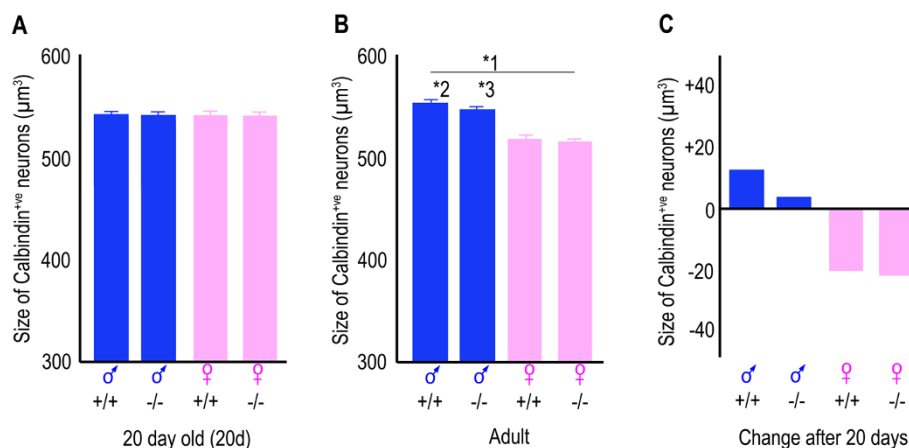 A
Size of Calbindin+ve neurons (µm³)
600
500
400
300
♂ ♂ ♀ ♀
+/+ -/- +/+ -/-
20 day old (20d)
B
Size of Calbindin+ve neurons (µm³)
600
500
400
300
*1
*2 *3
♂ ♂ ♀ ♀
+/+ -/- +/+ -/-
Adult
C
Size of Calbindin+ve neurons (µm³)
+40
+20
0
-20
-40
♂ ♂ ♀ ♀
+/+ -/- +/+ -/-
Change after 20 days